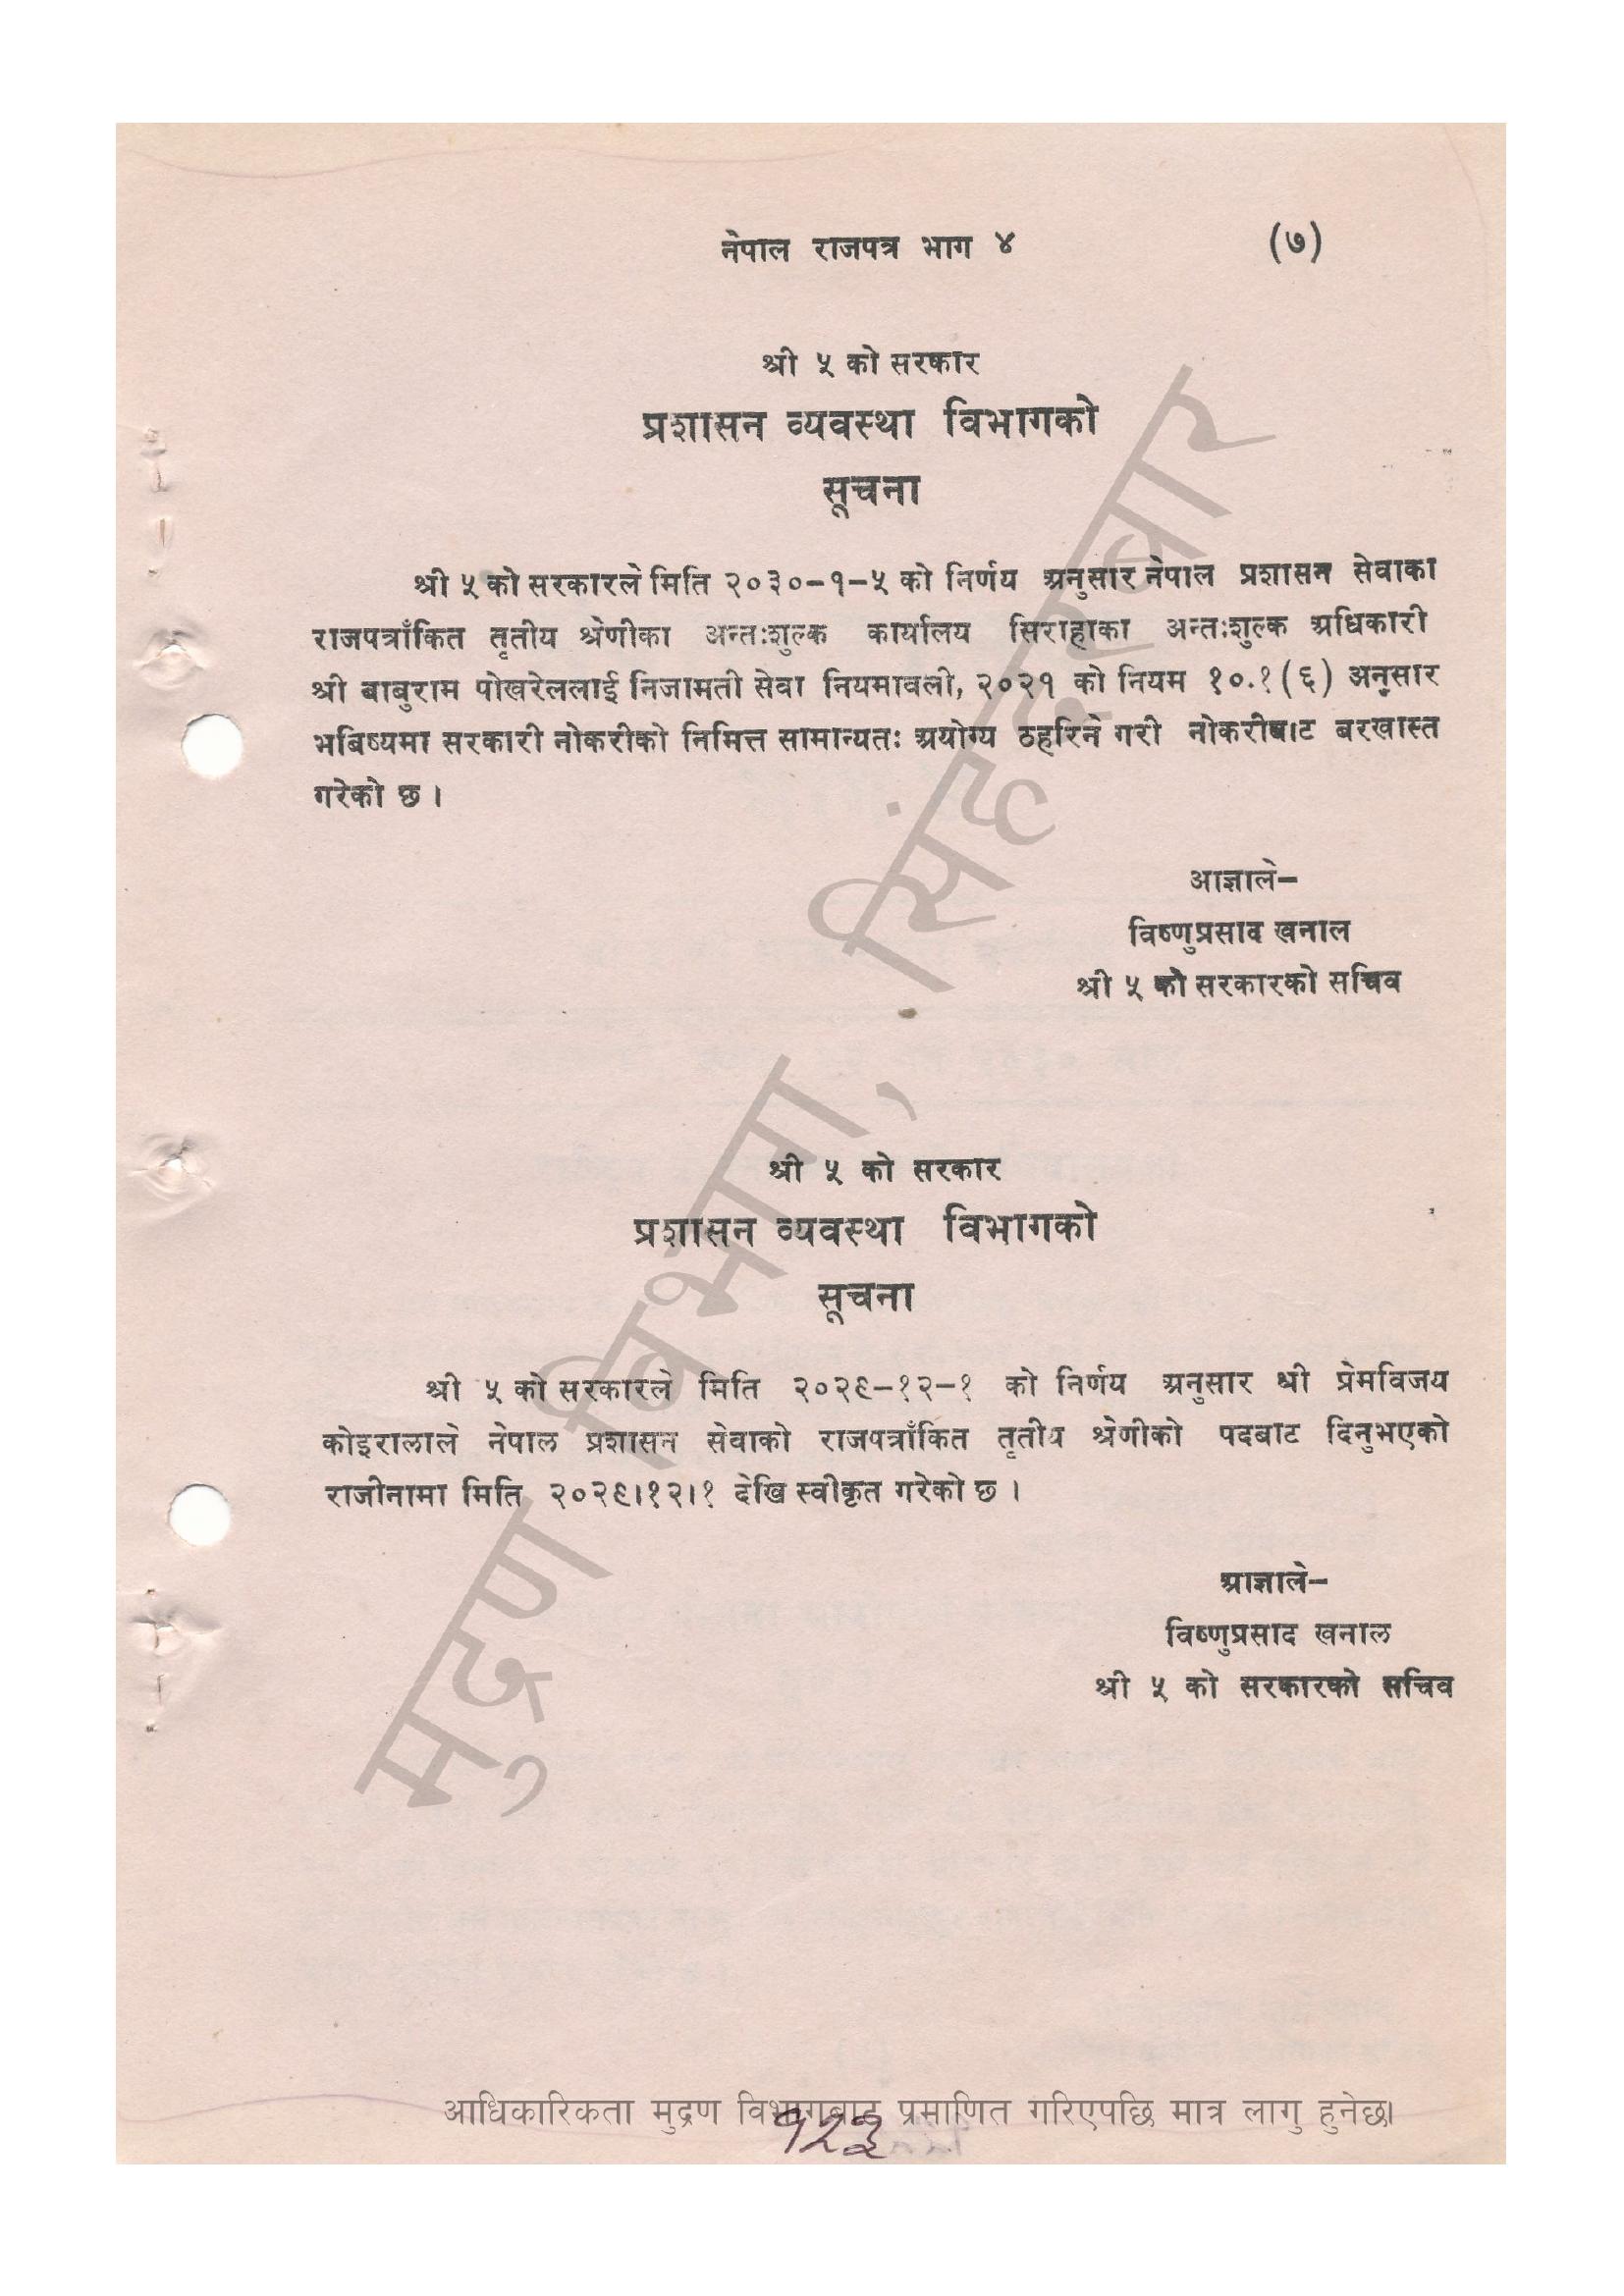 नेपाल राजपत्र भाग ४ (७)
श्री ५ को सरकार
प्रशासन व्यवस्था विभागको
सूचना
श्री ५ को सरकारले मिति २०३०-१-५ को निर्णय अनुसार नेपाल प्रशासन सेवाका
राजपत्राँकित तृतीय श्रेणीका अन्तःशुल्क कार्यालय सिराहाका अन्तःशुल्क अधिकारी
श्री बाबुराम पोखरेललाई निजामती सेवा नियमावली, २०२१ को नियम १०.१(६) अनुसार
भबिष्यमा सरकारी नोकरीको निमित्त सामान्यतः अयोग्य ठहरिने गरी नोकरीबाट बरखास्त
गरेको छ ।
आज्ञाले–
विष्णुप्रसाद खनाल
श्री ५ को सरकारको सचिव
श्री ५ को सरकार
प्रशासन व्यवस्था विभागको
सूचना
श्री ५ को सरकारले मिति २०२९-१२-१ को निर्णय अनुसार श्री प्रेमविजय
कोइरालाले नेपाल प्रशासन सेवाको राजपत्राँकित तृतीय श्रेणीको पदबाट दिनुभएको
राजीनामा मिति २०२९।१२।१ देखि स्वीकृत गरेको छ ।
आज्ञाले–
विष्णुप्रसाद खनाल
श्री ५ को सरकारको सचिव
मुद्रण विभाग, सिंहदरबार
आधिकारिकता मुद्रण विभागबाट प्रमाणित गरिएपछि मात्र लागु हुनेछ।
१२३